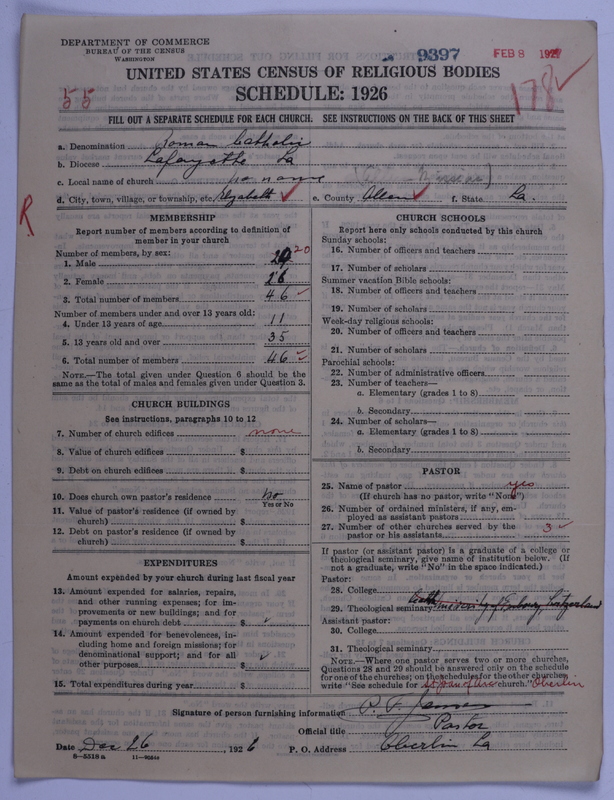 DEPARTMENT OF COMMERCE
BUREAU OF THE CENSUS
WASHINGTON
9397
FEB 8 1927
UNITED STATES CENSUS OF RELIGIOUS BODIES
SCHEDULE: 1926
55
178
FILL OUT A SEPARATE SCHEDULE FOR EACH CHURCH. SEE INSTRUCTIONS ON THE BACK OF THIS SHEET
a. Denomination Roman Catholic
b. Diocese Lafayette La
c. Local name of church no name
d. City, town, village, or township, etc. Elizabeth ✓ e. County Allen ✓ f. State La.
R
MEMBERSHIP
Report number of members according to definition of
member in your church
Number of members, by sex:
1. Male 20
2. Female 26
3. Total number of members 46
Number of members under and over 13 years old:
4. Under 13 years of age 11
5. 13 years old and over 35
6. Total number of members 46
NOTE.—The total given under Question 6 should be the
same as the total of males and females given under Question 3.
CHURCH BUILDINGS
See instructions, paragraphs 10 to 12
7. Number of church edifices none
8. Value of church edifices $
9. Debt on church edifices $
10. Does church own pastor's residence No
Yes or No
11. Value of pastor's residence (if owned by
church) $
12. Debt on pastor's residence (if owned by
church) $
EXPENDITURES
Amount expended by your church during last fiscal year
13. Amount expended for salaries, repairs,
and other running expenses; for im-
provements or new buildings; and for
payments on church debt $ ✓
14. Amount expended for benevolences, in-
cluding home and foreign missions; for
denominational support; and for all
other purposes $ ✓
15. Total expenditures during year $
CHURCH SCHOOLS
Report here only schools conducted by this church
Sunday schools:
16. Number of officers and teachers
17. Number of scholars
Summer vacation Bible schools:
18. Number of officers and teachers
19. Number of scholars
Week-day religious schools:
20. Number of officers and teachers
21. Number of scholars
Parochial schools:
22. Number of administrative officers
23. Number of teachers—
a. Elementary (grades 1 to 8)
b. Secondary
24. Number of scholars—
a. Elementary (grades 1 to 8)
b. Secondary
PASTOR
25. Name of pastor yes
(If church has no pastor, write "None")
26. Number of ordained ministers, if any, em-
ployed as assistant pastors
27. Number of other churches served by the
pastor or his assistants 3
If pastor (or assistant pastor) is a graduate of a college or
theological seminary, give name of institution below. (If
not a graduate, write "No" in the space indicated.)
Pastor:
28. College
29. Theological seminary University of Fribourg Switzerland
Assistant pastor:
30. College
31. Theological seminary
NOTE.—Where one pastor serves two or more churches,
Questions 28 and 29 should be answered only on the schedule
for one of the churches; on the schedules for the other churches
write "See schedule for church." Oberlin
Signature of person furnishing information
Official title Pastor
Date Dec 26, 1926 P. O. Address Oberlin La
8-5518a 11-9584a